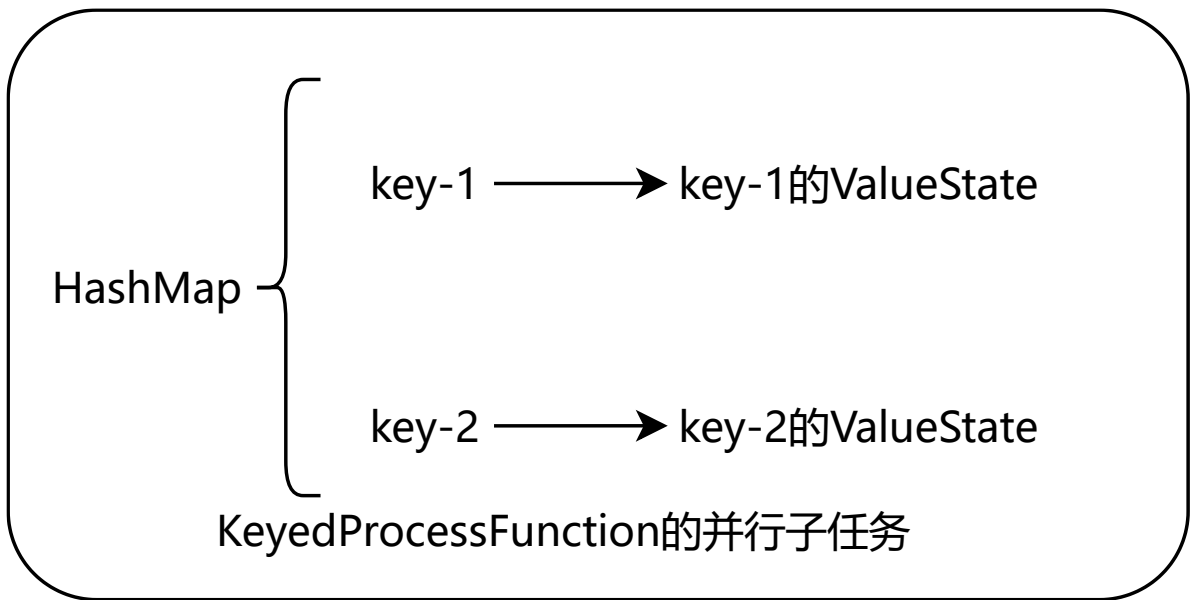 key-1
key-1的ValueState
HashMap
key-2
key-2的ValueState
KeyedProcessFunction的并行子任务